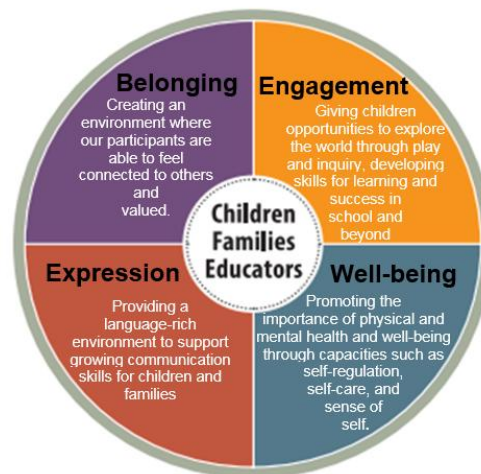 Belonging
Creating an
environment where
our participants are
able to feel
connected to others
and
valued.
Engagement
Giving children
opportunities to explore
the world through play
and inquiry, developing
skills for learning and
success in
school and
beyond
Children
Families
Educators
Expression
Providing a
language-rich
environment to support
growing communication
skills for children and
families
Well-being
Promoting the
importance of physical and
mental health and well-being
through capacities such as
self-regulation,
self-care, and
sense of
self.